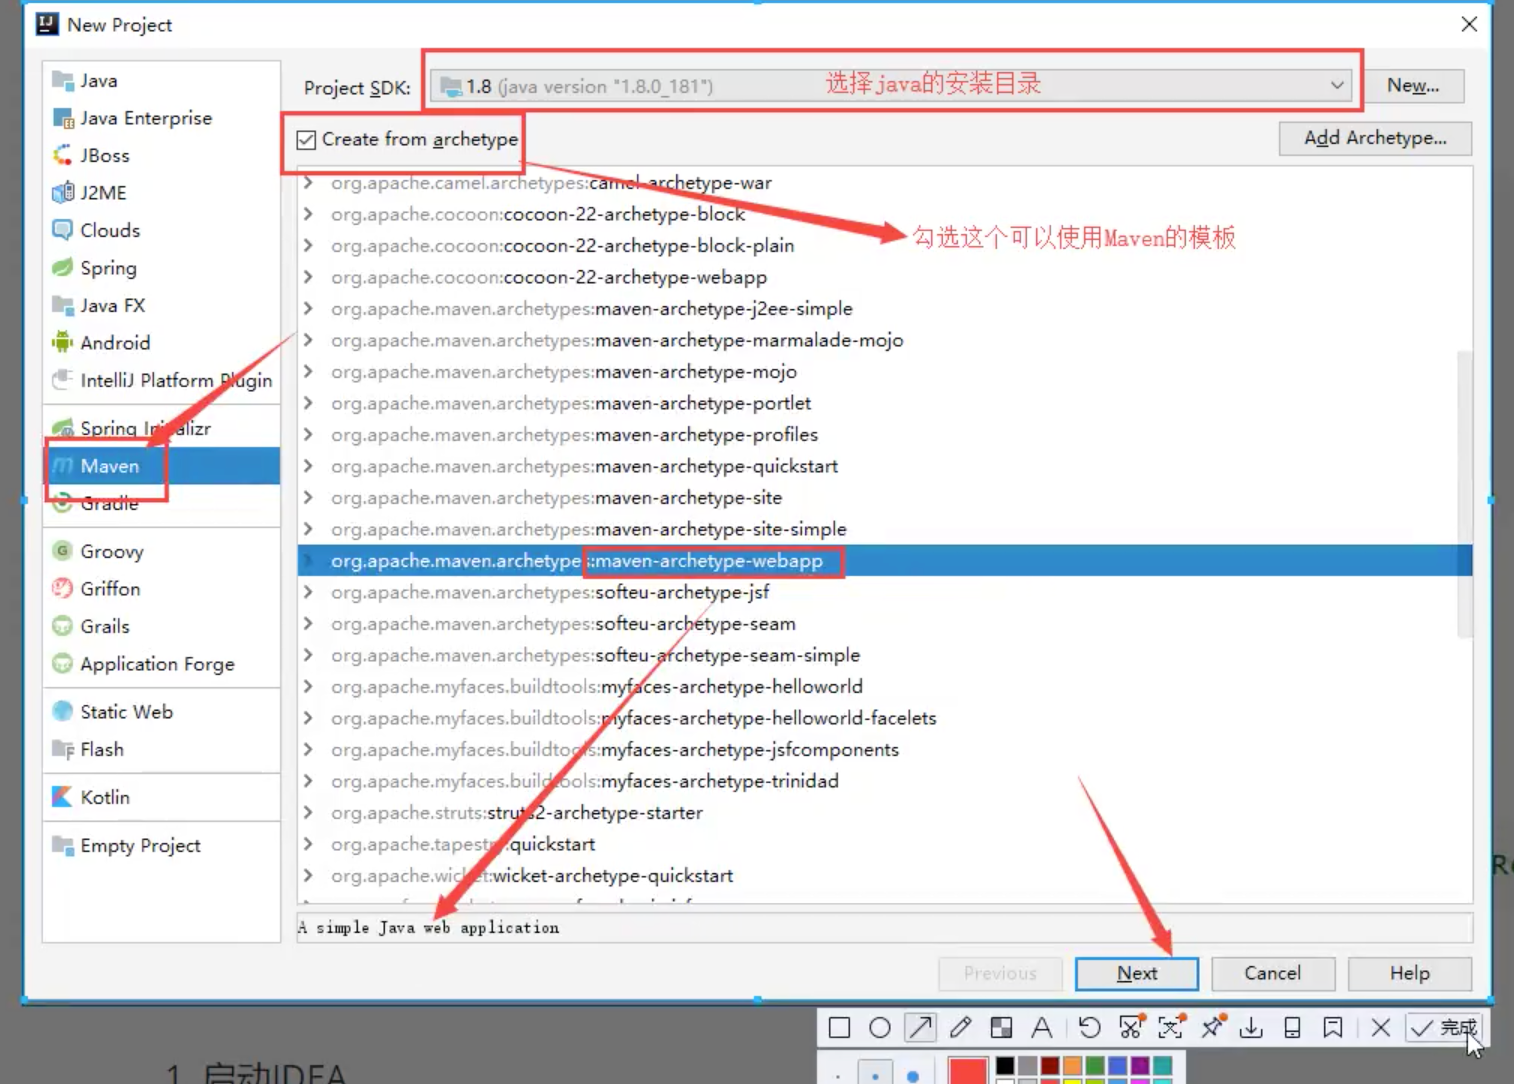 New Project
Java
Java Enterprise
JBoss
J2ME
Clouds
Spring
Java FX
Android
IntelliJ Platform Plugin
Spring Initializr
Maven
Gradle
Groovy
Griffon
Grails
Application Forge
Static Web
Flash
Kotlin
Empty Project
Project SDK: 1.8 (java version "1.8.0_181") 选择java的安装目录 New...
Create from archetype Add Archetype...
org.apache.camel.archetypes:camel-archetype-war
org.apache.cocoon:cocoon-22-archetype-block
勾选这个可以使用Maven的模板
org.apache.cocoon:cocoon-22-archetype-block-plain
org.apache.cocoon:cocoon-22-archetype-webapp
org.apache.maven.archetypes:maven-archetype-j2ee-simple
org.apache.maven.archetypes:maven-archetype-marmalade-mojo
org.apache.maven.archetypes:maven-archetype-mojo
org.apache.maven.archetypes:maven-archetype-portlet
org.apache.maven.archetypes:maven-archetype-profiles
org.apache.maven.archetypes:maven-archetype-quickstart
org.apache.maven.archetypes:maven-archetype-site
org.apache.maven.archetypes:maven-archetype-site-simple
org.apache.maven.archetypes:maven-archetype-webapp
org.apache.maven.archetypes:softeu-archetype-jsf
org.apache.maven.archetypes:softeu-archetype-seam
org.apache.maven.archetypes:softeu-archetype-seam-simple
org.apache.myfaces.buildtools:myfaces-archetype-helloworld
org.apache.myfaces.buildtools:myfaces-archetype-helloworld-facelets
org.apache.myfaces.buildtools:myfaces-archetype-jsfcomponents
org.apache.myfaces.buildtools:myfaces-archetype-trinidad
org.apache.struts:struts2-archetype-starter
org.apache.tapestry:quickstart
org.apache.wicket:wicket-archetype-quickstart
A simple Java web application
Previous Next Cancel Help
完成
1. 启动IDEA